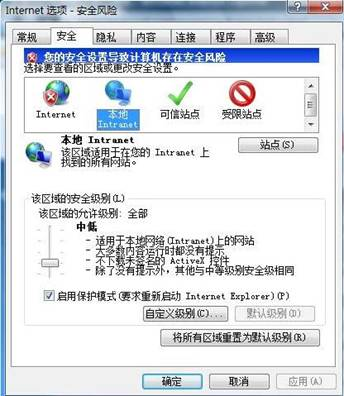 Internet 选项 - 安全风险
常规 安全 隐私 内容 连接 程序 高级
您的安全设置导致计算机存在安全风险
选择要查看的区域或更改安全设置。
Internet 本地 Intranet 可信站点 受限站点
本地 Intranet
该区域适用于在您的 Intranet 上
找到的所有网站。
站点(S)
该区域的安全级别(L)
该区域的允许级别: 全部
中低
- 适用于本地网络(Intranet)上的网站
- 大多数内容运行时都没有提示
- 不下载未签名的 ActiveX 控件
- 除了没有提示外，其他与中等级别安全级相同
启用保护模式(要求重新启动 Internet Explorer)(P)
自定义级别(C)... 默认级别(D)
将所有区域重置为默认级别(R)
确定 取消 应用(A)